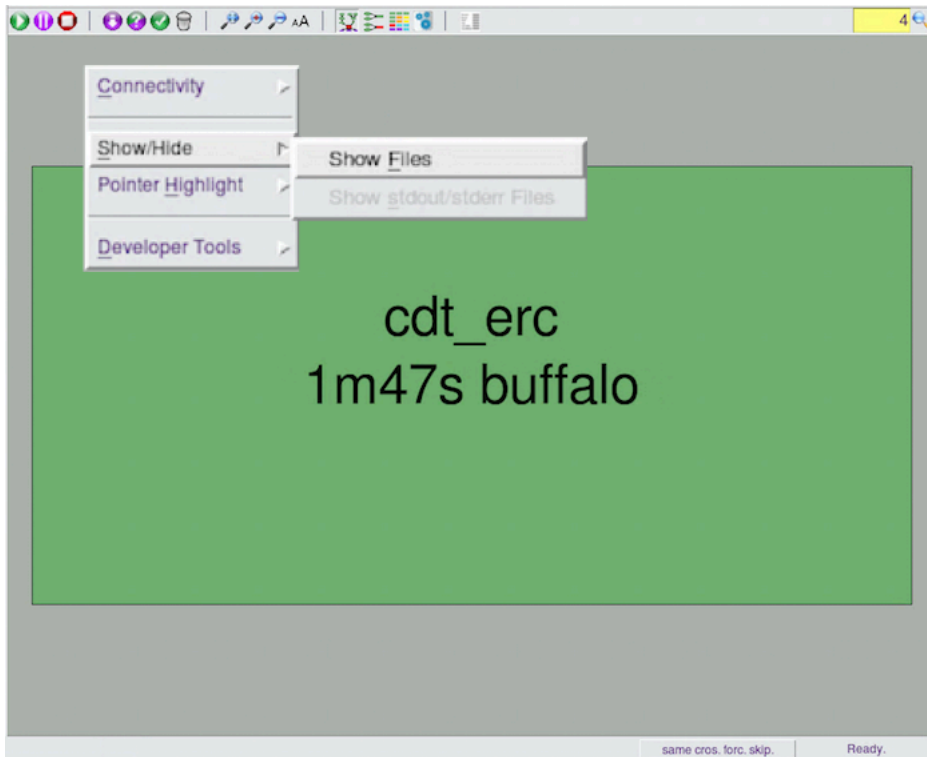 AA
4
Connectivity
Show/Hide
Show Files
Pointer Highlight
Show stdout/stderr Files
Developer Tools
cdt_erc
1m47s buffalo
same cros. forc. skip.
Ready.